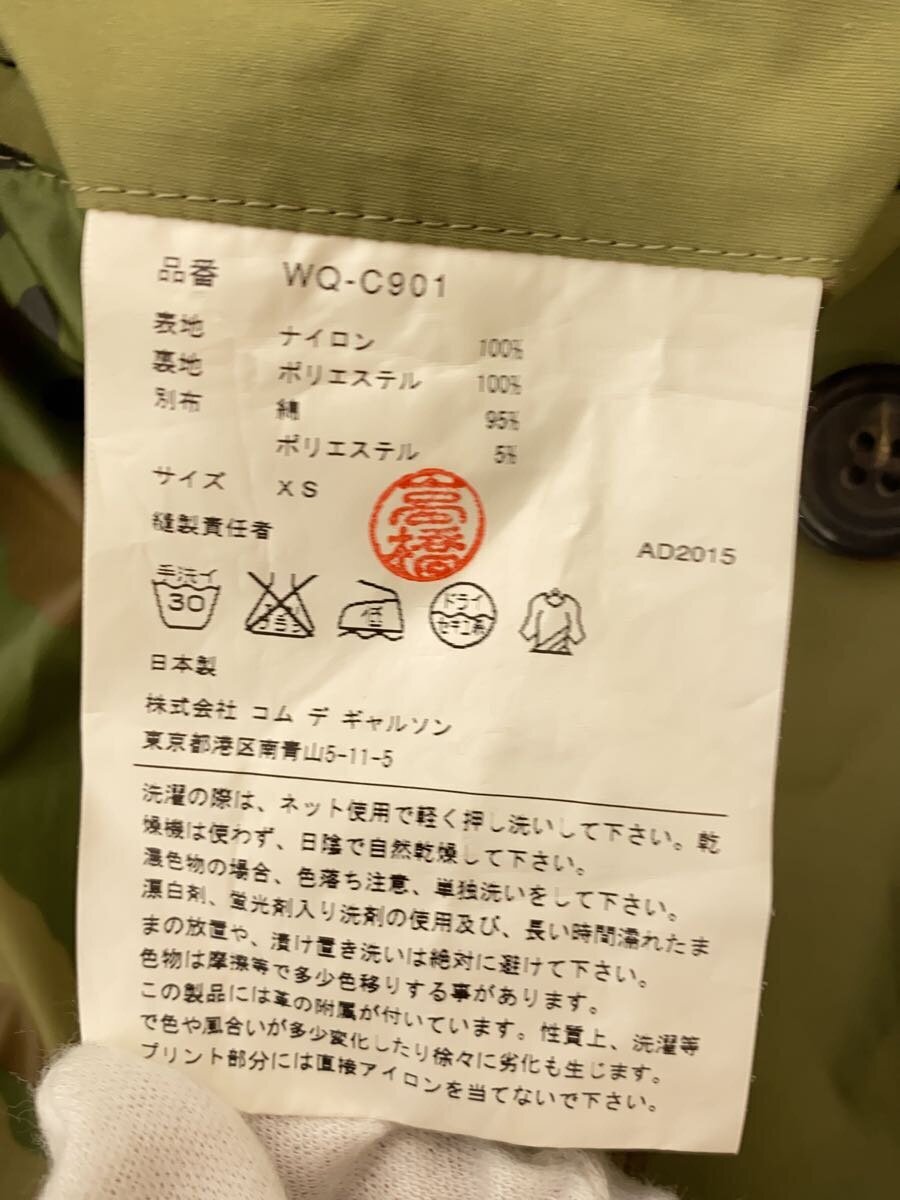 品番 WQ-C901
表地 ナイロン 100%
裏地 ポリエステル 100%
別布 綿 95%
ポリエステル 5%
サイズ XS
縫製責任者 高橋
AD2015
手洗イ 30 エンソサラシ 低 ドライ セキユ系
日本製
株式会社 コム デ ギャルソン
東京都港区南青山5-11-5
洗濯の際は、ネット使用で軽く押し洗いして下さい。乾
燥機は使わず、日陰で自然乾燥して下さい。
濃色物の場合、色落ち注意、単独洗いをして下さい。
漂白剤、蛍光剤入り洗剤の使用及び、長い時間濡れたま
まの放置や、漬け置き洗いは絶対に避けて下さい。
色物は摩擦等で多少色移りする事があります。
この製品には革の附属が付いています。性質上、洗濯等
で色や風合いが多少変化したり徐々に劣化も生じます。
プリント部分には直接アイロンを当てないで下さい。